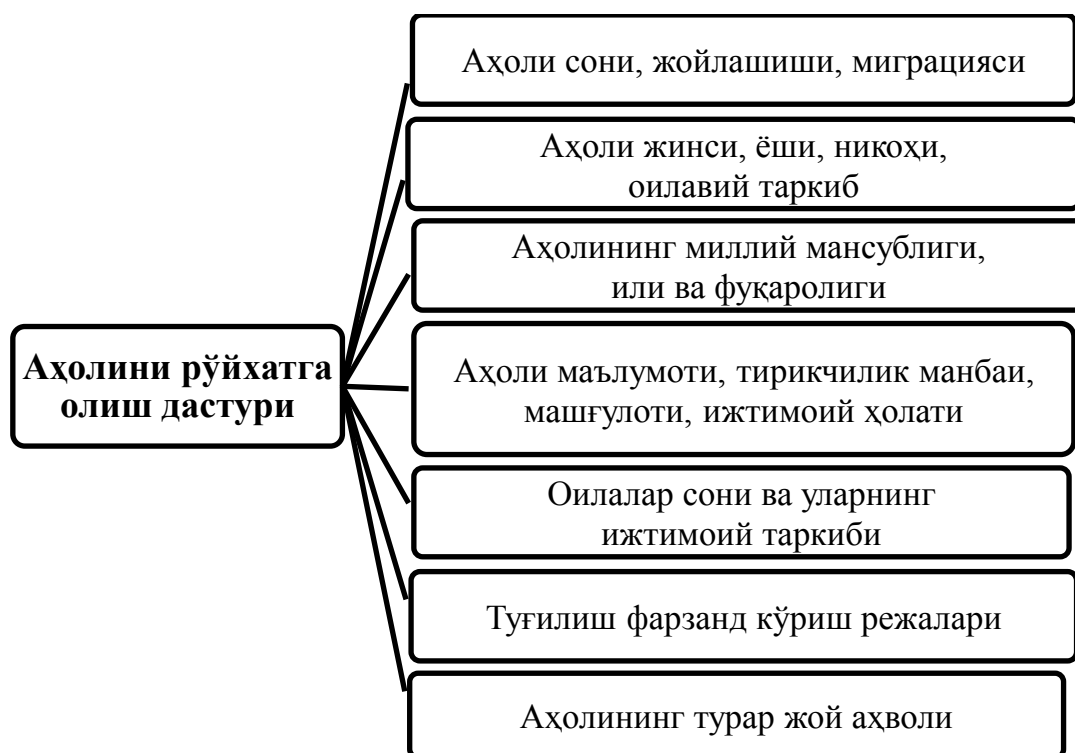 Аҳоли сони, жойлашиши, миграцияси
Аҳоли жинси, ёши, никоҳи,
оилавий таркиб
Аҳолининг миллий мансублиги,
или ва фуқаролиги
Аҳолини рўйхатга
олиш дастури
Аҳоли маълумоти, тирикчилик манбаи,
машғулоти, ижтимоий ҳолати
Оилалар сони ва уларнинг
ижтимоий таркиби
Туғилиш фарзанд кўриш режалари
Аҳолининг турар жой аҳволи